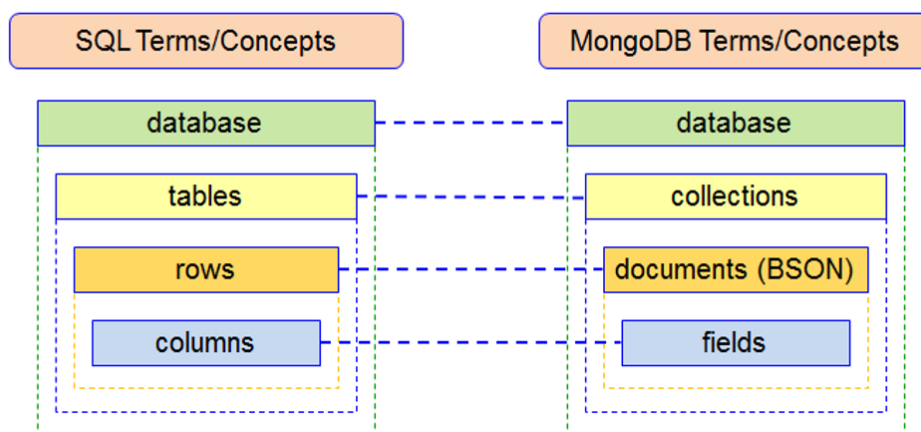 SQL Terms/Concepts
MongoDB Terms/Concepts
database
database
tables
collections
rows
documents (BSON)
columns
fields